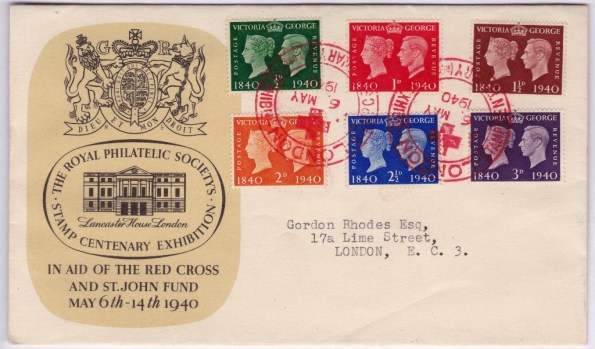 G R
DIEU ET MON DROIT
· THE ROYAL PHILATELIC SOCIETY'S ·
Lancaster House London
STAMP CENTENARY EXHIBITION
IN AID OF THE RED CROSS
AND ST. JOHN FUND
MAY 6th-14th 1940
VICTORIA GEORGE
POSTAGE REVENUE
1840 ½D 1940
VICTORIA GEORGE
POSTAGE REVENUE
1840 1D 1940
VICTORIA GEORGE
POSTAGE REVENUE
1840 1½D 1940
VICTORIA GEORGE
POSTAGE REVENUE
1840 2D 1940
VICTORIA GEORGE
POSTAGE REVENUE
1840 2½D 1940
VICTORIA GEORGE
POSTAGE REVENUE
1840 3D 1940
6
MAY
1940
LONDON
Gordon Rhodes Esq,
17a Lime Street,
LONDON, E. C. 3.